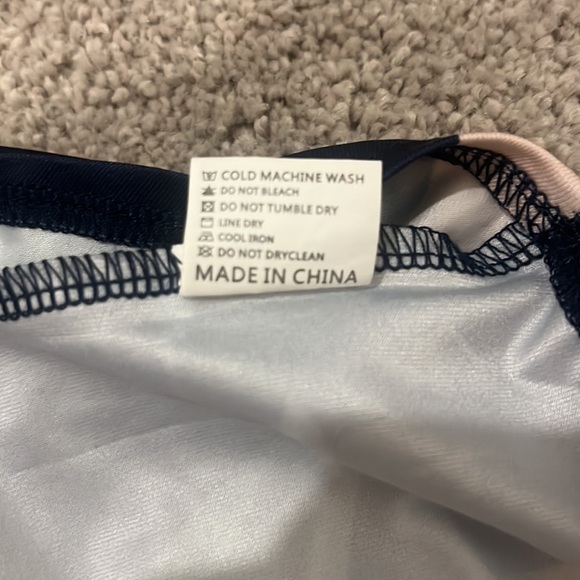 COLD MACHINE WASH
DO NOT BLEACH
DO NOT TUMBLE DRY
LINE DRY
COOL IRON
DO NOT DRYCLEAN
MADE IN CHINA